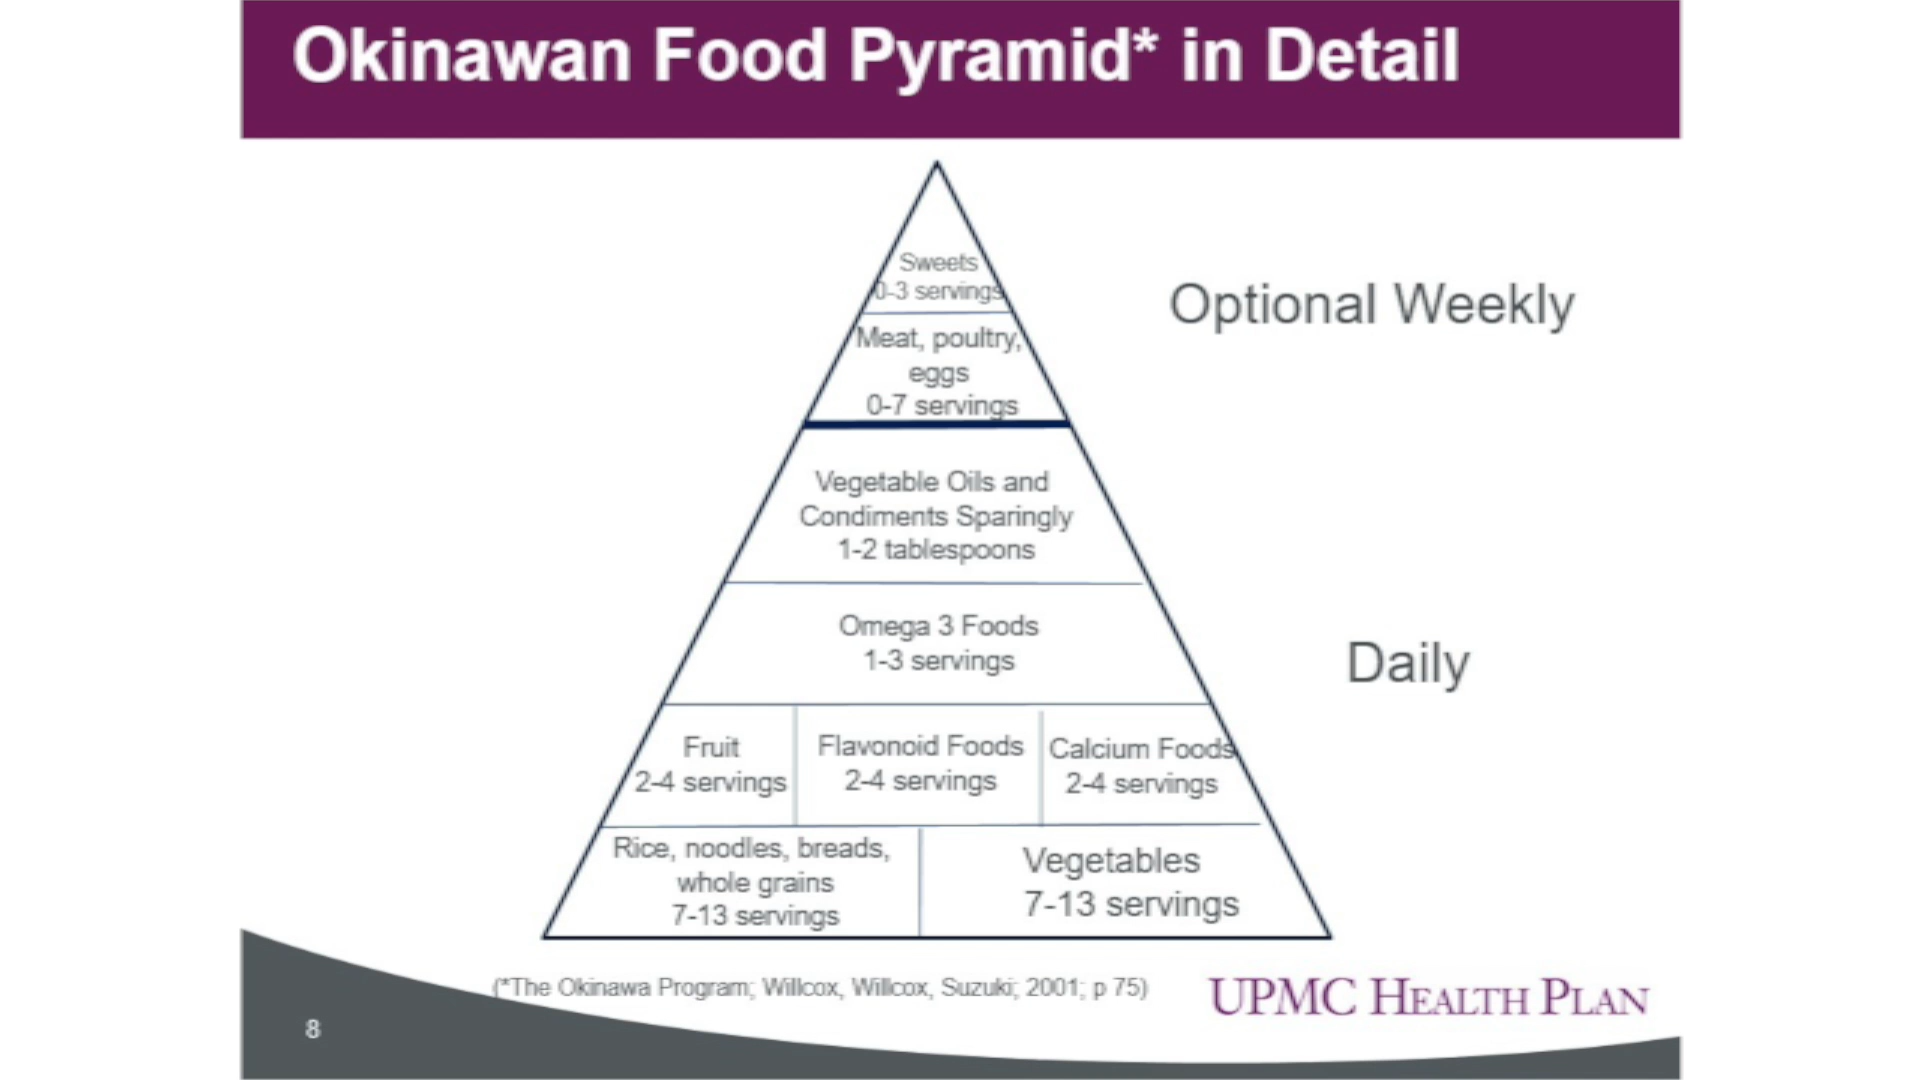 Okinawan Food Pyramid* in Detail
Sweets
0-3 servings
Optional Weekly
Meat, poultry,
eggs
0-7 servings
Vegetable Oils and
Condiments Sparingly
1-2 tablespoons
Omega 3 Foods
1-3 servings
Daily
Fruit
2-4 servings
Flavonoid Foods
2-4 servings
Calcium Foods
2-4 servings
Rice, noodles, breads,
whole grains
7-13 servings
Vegetables
7-13 servings
(*The Okinawa Program; Willcox, Willcox, Suzuki; 2001; p 75)
UPMC HEALTH PLAN
8